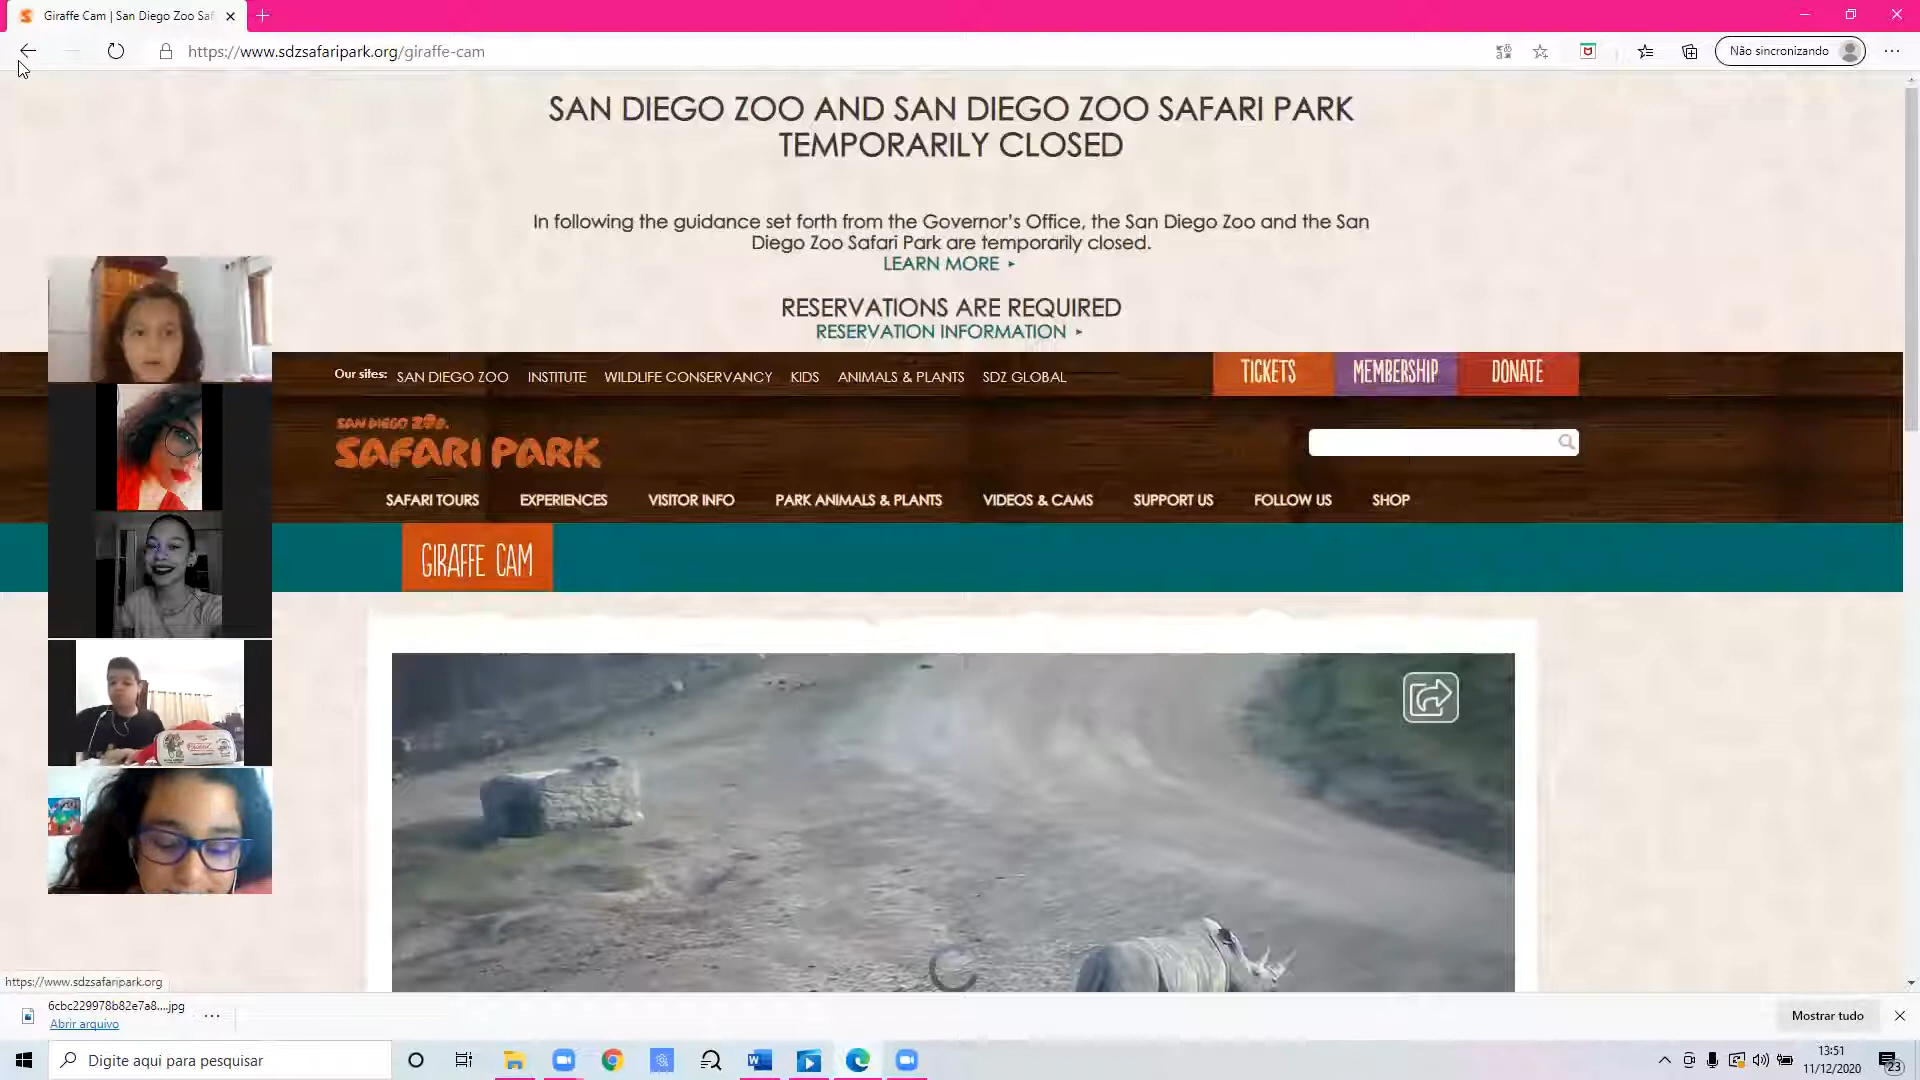 Giraffe Cam | San Diego Zoo Saf
https://www.sdzsafaripark.org/giraffe-cam
Não sincronizando
SAN DIEGO ZOO AND SAN DIEGO ZOO SAFARI PARK
TEMPORARILY CLOSED
In following the guidance set forth from the Governor's Office, the San Diego Zoo and the San
Diego Zoo Safari Park are temporarily closed.
LEARN MORE
RESERVATIONS ARE REQUIRED
RESERVATION INFORMATION
Our sites: SAN DIEGO ZOO INSTITUTE WILDLIFE CONSERVANCY KIDS ANIMALS & PLANTS SDZ GLOBAL
TICKETS MEMBERSHIP DONATE
SAN DIEGO ZOO
SAFARI PARK
SAFARI TOURS EXPERIENCES VISITOR INFO PARK ANIMALS & PLANTS VIDEOS & CAMS SUPPORT US FOLLOW US SHOP
GIRAFFE CAM
https://www.sdzsafaripark.org
6cbc229978b82e7a8....jpg
Abrir arquivo
Mostrar tudo
Digite aqui para pesquisar
13:51
11/12/2020
23